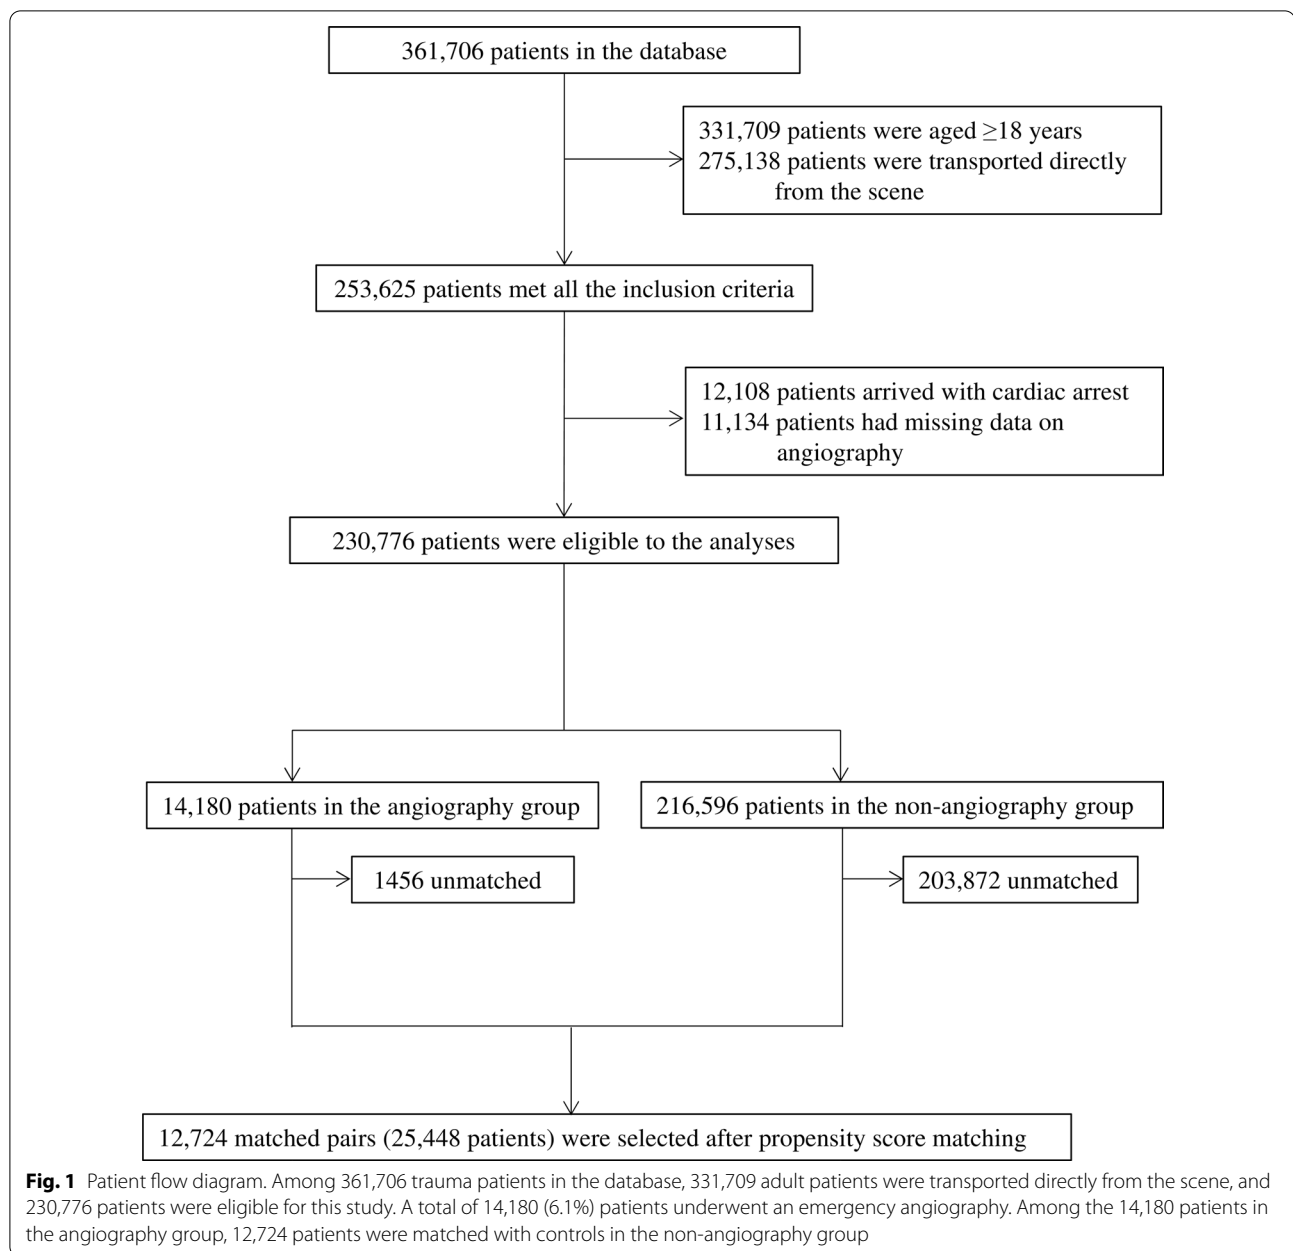 361,706 patients in the database
331,709 patients were aged ≥18 years
275,138 patients were transported directly
from the scene
253,625 patients met all the inclusion criteria
12,108 patients arrived with cardiac arrest
11,134 patients had missing data on
angiography
230,776 patients were eligible to the analyses
14,180 patients in the angiography group
216,596 patients in the non-angiography group
1456 unmatched
203,872 unmatched
12,724 matched pairs (25,448 patients) were selected after propensity score matching
Fig. 1 Patient flow diagram. Among 361,706 trauma patients in the database, 331,709 adult patients were transported directly from the scene, and
230,776 patients were eligible for this study. A total of 14,180 (6.1%) patients underwent an emergency angiography. Among the 14,180 patients in
the angiography group, 12,724 patients were matched with controls in the non-angiography group